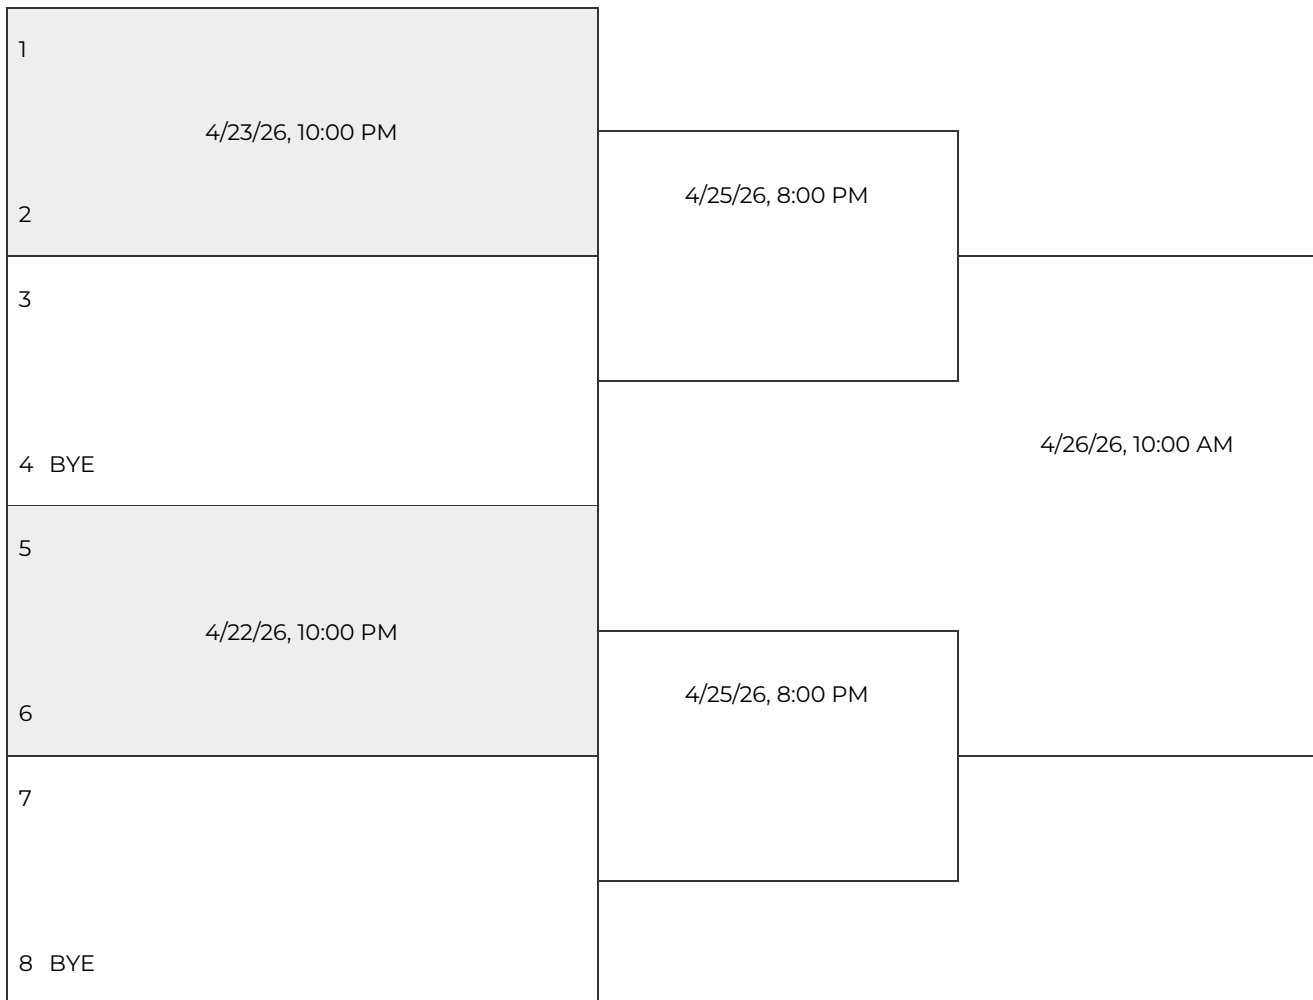 1
4/23/26, 10:00 PM
2
4/25/26, 8:00 PM
3
4 BYE
4/26/26, 10:00 AM
5
4/22/26, 10:00 PM
6
4/25/26, 8:00 PM
7
8 BYE